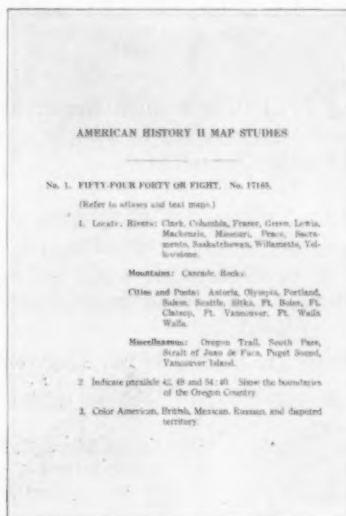 AMERICAN HISTORY II MAP STUDIES
No. 1. FIFTY-FOUR FORTY OR FIGHT. No. 17165.
(Refer to atlases and text maps.)
1. Locate: Rivers: Clark, Columbia, Fraser, Green, Lewis,
Mackenzie, Missouri, Peace, Sacra-
mento, Saskatchewan, Willamette, Yel-
lowstone.
Mountains: Cascade, Rocky.
Cities and Posts: Astoria, Olympia, Portland,
Salem, Seattle, Sitka, Ft. Boise, Ft.
Clatsop, Ft. Vancouver, Ft. Walla
Walla.
Miscellaneous: Oregon Trail, South Pass,
Strait of Juan de Fuca, Puget Sound,
Vancouver Island.
2. Indicate parallels 42, 49 and 54:40. Show the boundaries
of the Oregon Country.
3. Color American, British, Mexican, Russian, and disputed
territory.